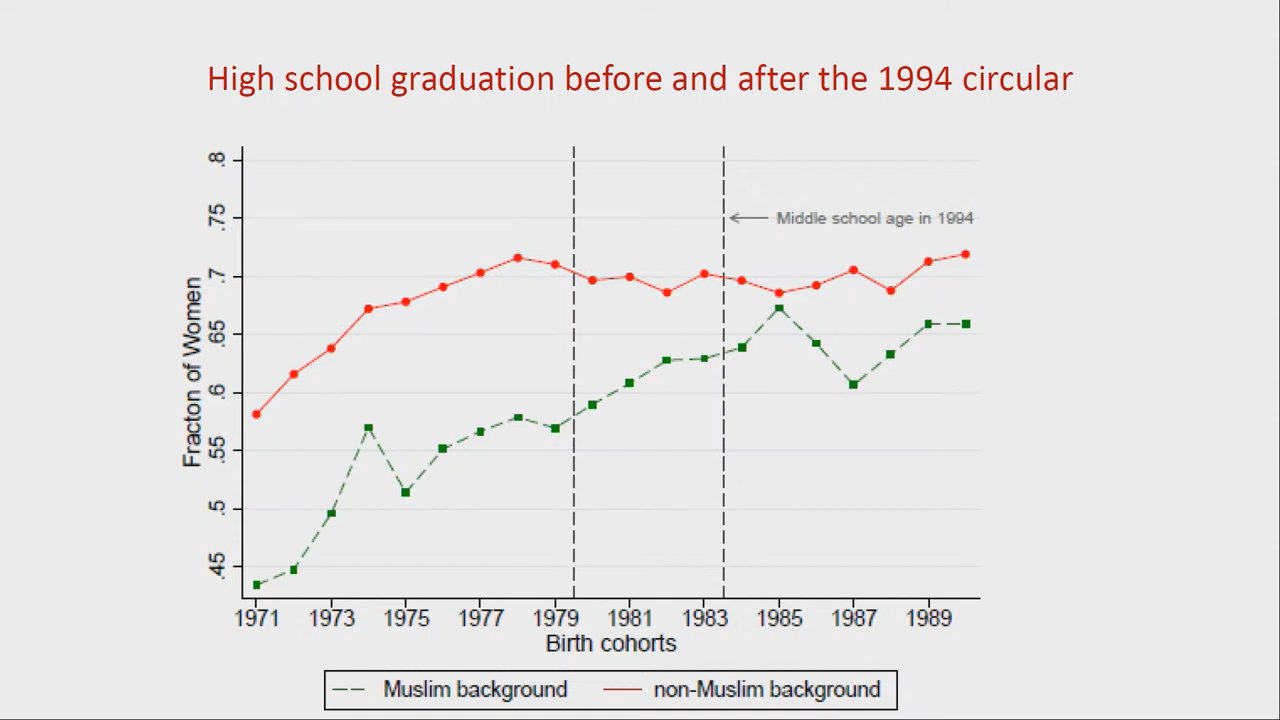 High school graduation before and after the 1994 circular
.8
.75
.7
.65
.6
.55
.5
.45
Fracton of Women
Middle school age in 1994
1971 1973 1975 1977 1979 1981 1983 1985 1987 1989
Birth cohorts
Muslim background non-Muslim background